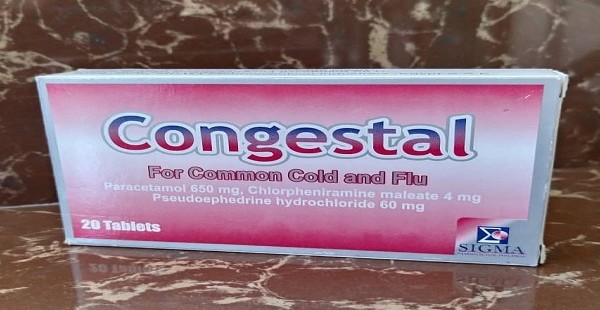 Congestal
For Common Cold and Flu
Paracetamol 650 mg, Chlorpheniramine maleate 4 mg
Pseudoephedrine hydrochloride 60 mg
20 Tablets
SIGMA